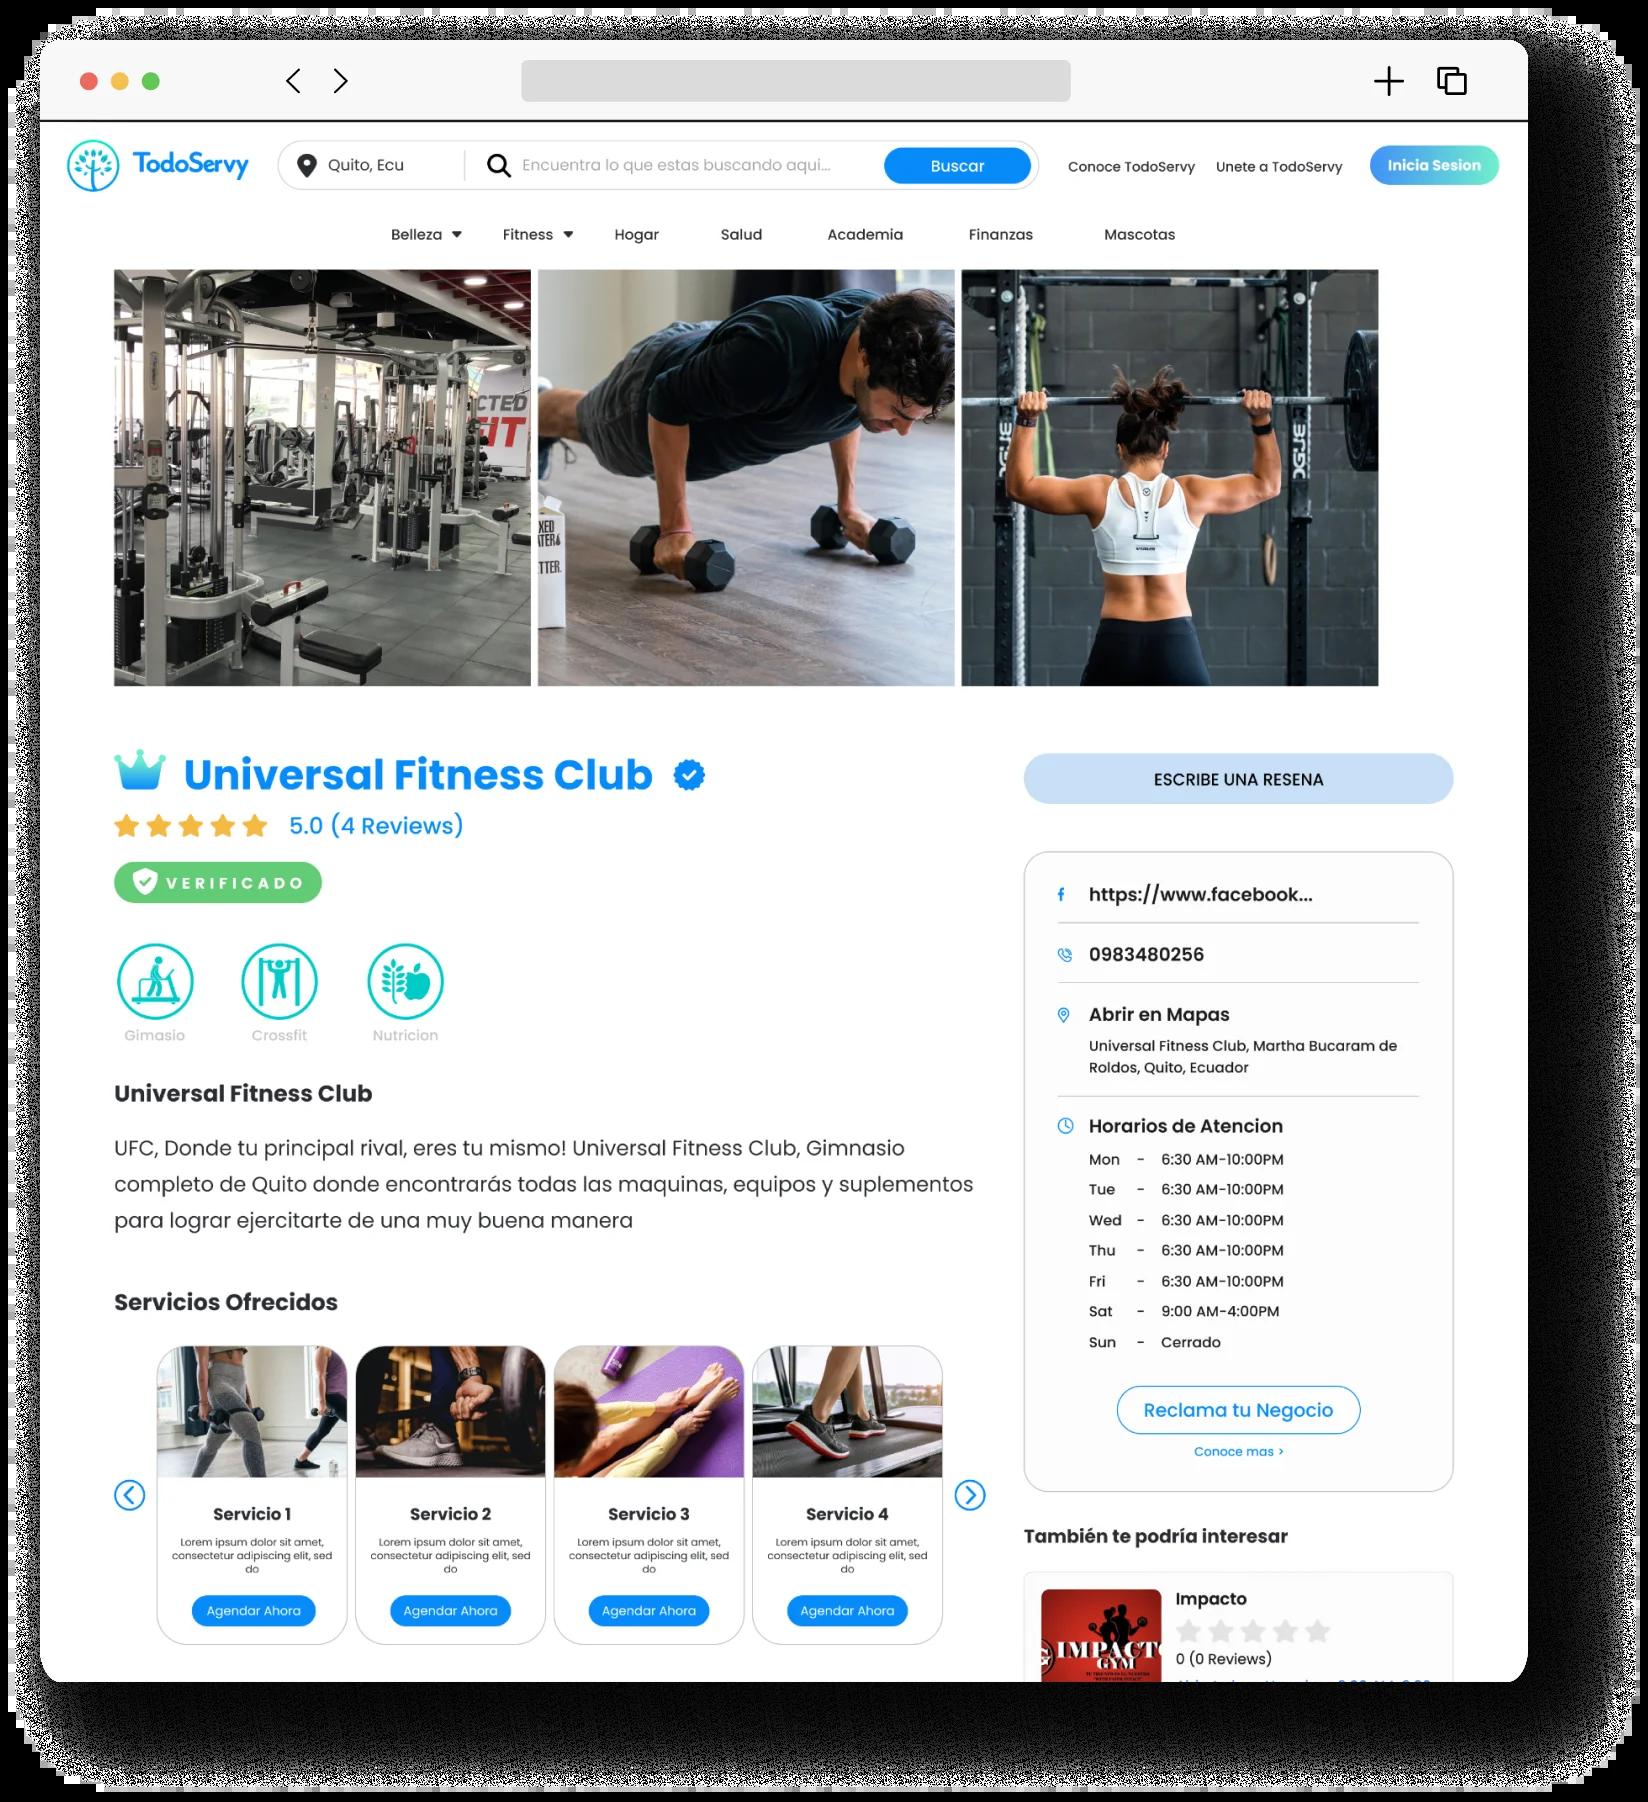 TodoServy
Quito, Ecu
Encuentra lo que estas buscando aqui...
Buscar
Conoce TodoServy
Unete a TodoServy
Inicia Sesion
Belleza
Fitness
Hogar
Salud
Academia
Finanzas
Mascotas
CTED
FIT
XED
ATER
TTER.
ROGUE
ROGUE
VIRUS
Universal Fitness Club
5.0 (4 Reviews)
VERIFICADO
Gimasio
Crossfit
Nutricion
Universal Fitness Club
UFC, Donde tu principal rival, eres tu mismo! Universal Fitness Club, Gimnasio
completo de Quito donde encontrarás todas las maquinas, equipos y suplementos
para lograr ejercitarte de una muy buena manera
Servicios Ofrecidos
Servicio 1
Lorem ipsum dolor sit amet,
consectetur adipiscing elit, sed
do
Agendar Ahora
Servicio 2
Lorem ipsum dolor sit amet,
consectetur adipiscing elit, sed
do
Agendar Ahora
Servicio 3
Lorem ipsum dolor sit amet,
consectetur adipiscing elit, sed
do
Agendar Ahora
Servicio 4
Lorem ipsum dolor sit amet,
consectetur adipiscing elit, sed
do
Agendar Ahora
ESCRIBE UNA RESENA
https://www.facebook...
0983480256
Abrir en Mapas
Universal Fitness Club, Martha Bucaram de
Roldos, Quito, Ecuador
Horarios de Atencion
Mon - 6:30 AM-10:00PM
Tue - 6:30 AM-10:00PM
Wed - 6:30 AM-10:00PM
Thu - 6:30 AM-10:00PM
Fri - 6:30 AM-10:00PM
Sat - 9:00 AM-4:00PM
Sun - Cerrado
Reclama tu Negocio
Conoce mas >
También te podría interesar
IMPACTO
GYM
Impacto
0 (0 Reviews)